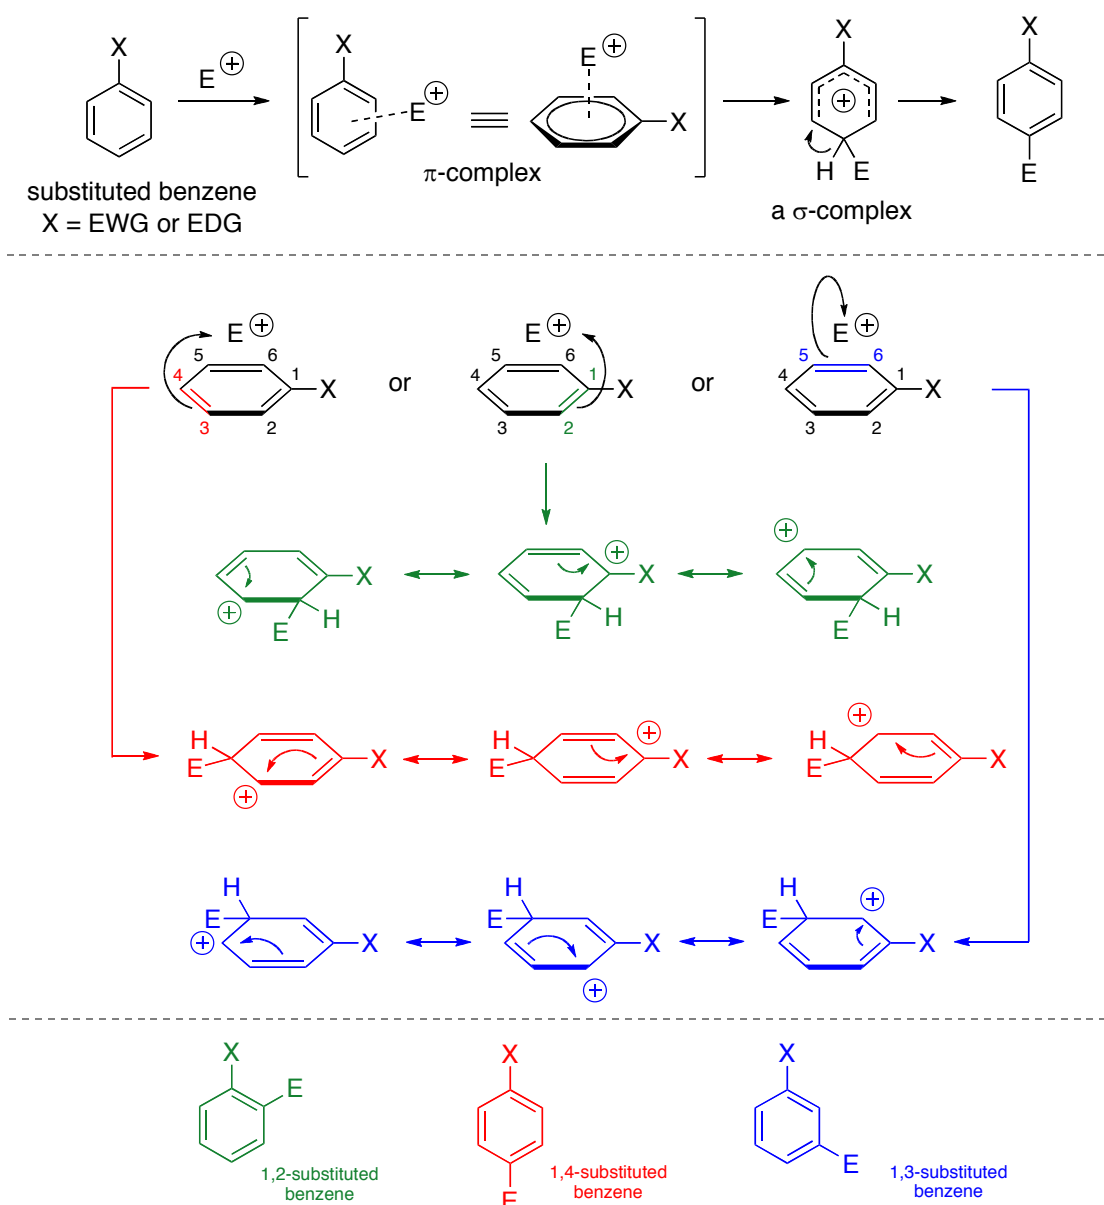 X
E⊕
X
E⊕
≡
E⊕
X
X
⊕
H E
X
E
π-complex
substituted benzene
X = EWG or EDG
a σ-complex
E⊕
5 6
4 1 X
3 2
or
E⊕
5 6
4 1 X
3 2
or
E⊕
5 6
4 1 X
3 2
⊕ X
E H
⊕ X
E H
⊕ X
E H
H
E ⊕ X
H
E ⊕ X
H
E ⊕ X
H
E
⊕ X
H
E X
⊕
H
E ⊕ X
X
E
1,2-substituted
benzene
X
E
1,4-substituted
benzene
X
E
1,3-substituted
benzene